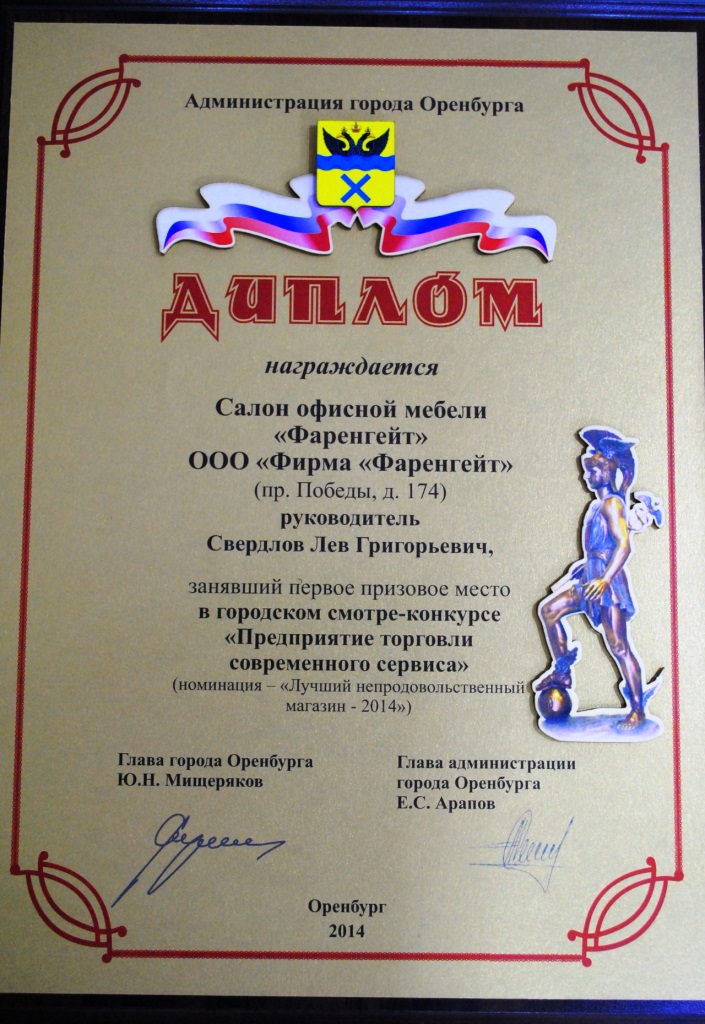 Администрация города Оренбурга
ДИПЛОМ
награждается
Салон офисной мебели
«Фаренгейт»
ООО «Фирма «Фаренгейт»
(пр. Победы, д. 174)
руководитель
Свердлов Лев Григорьевич,
занявший первое призовое место
в городском смотре-конкурсе
«Предприятие торговли
современного сервиса»
(номинация – «Лучший непродовольственный
магазин - 2014»)
Глава города Оренбурга
Ю.Н. Мищеряков
Глава администрации
города Оренбурга
Е.С. Арапов
Оренбург
2014